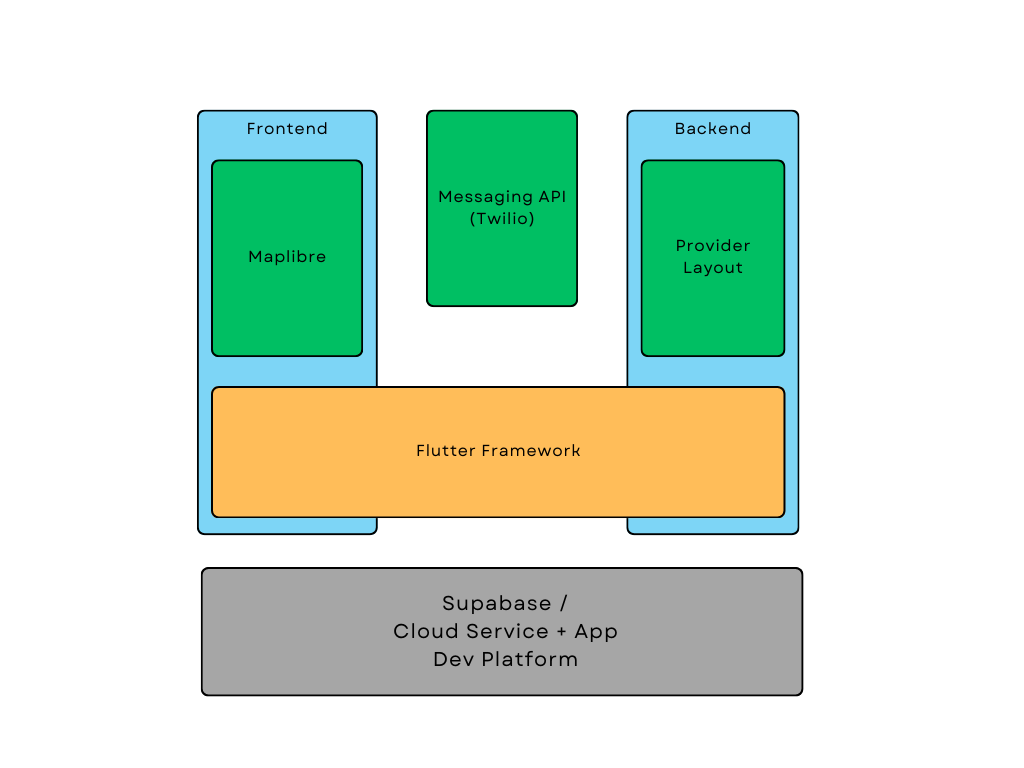 Frontend
Backend
Messaging API
(Twilio)
Maplibre
Provider
Layout
Flutter Framework
Supabase /
Cloud Service + App
Dev Platform